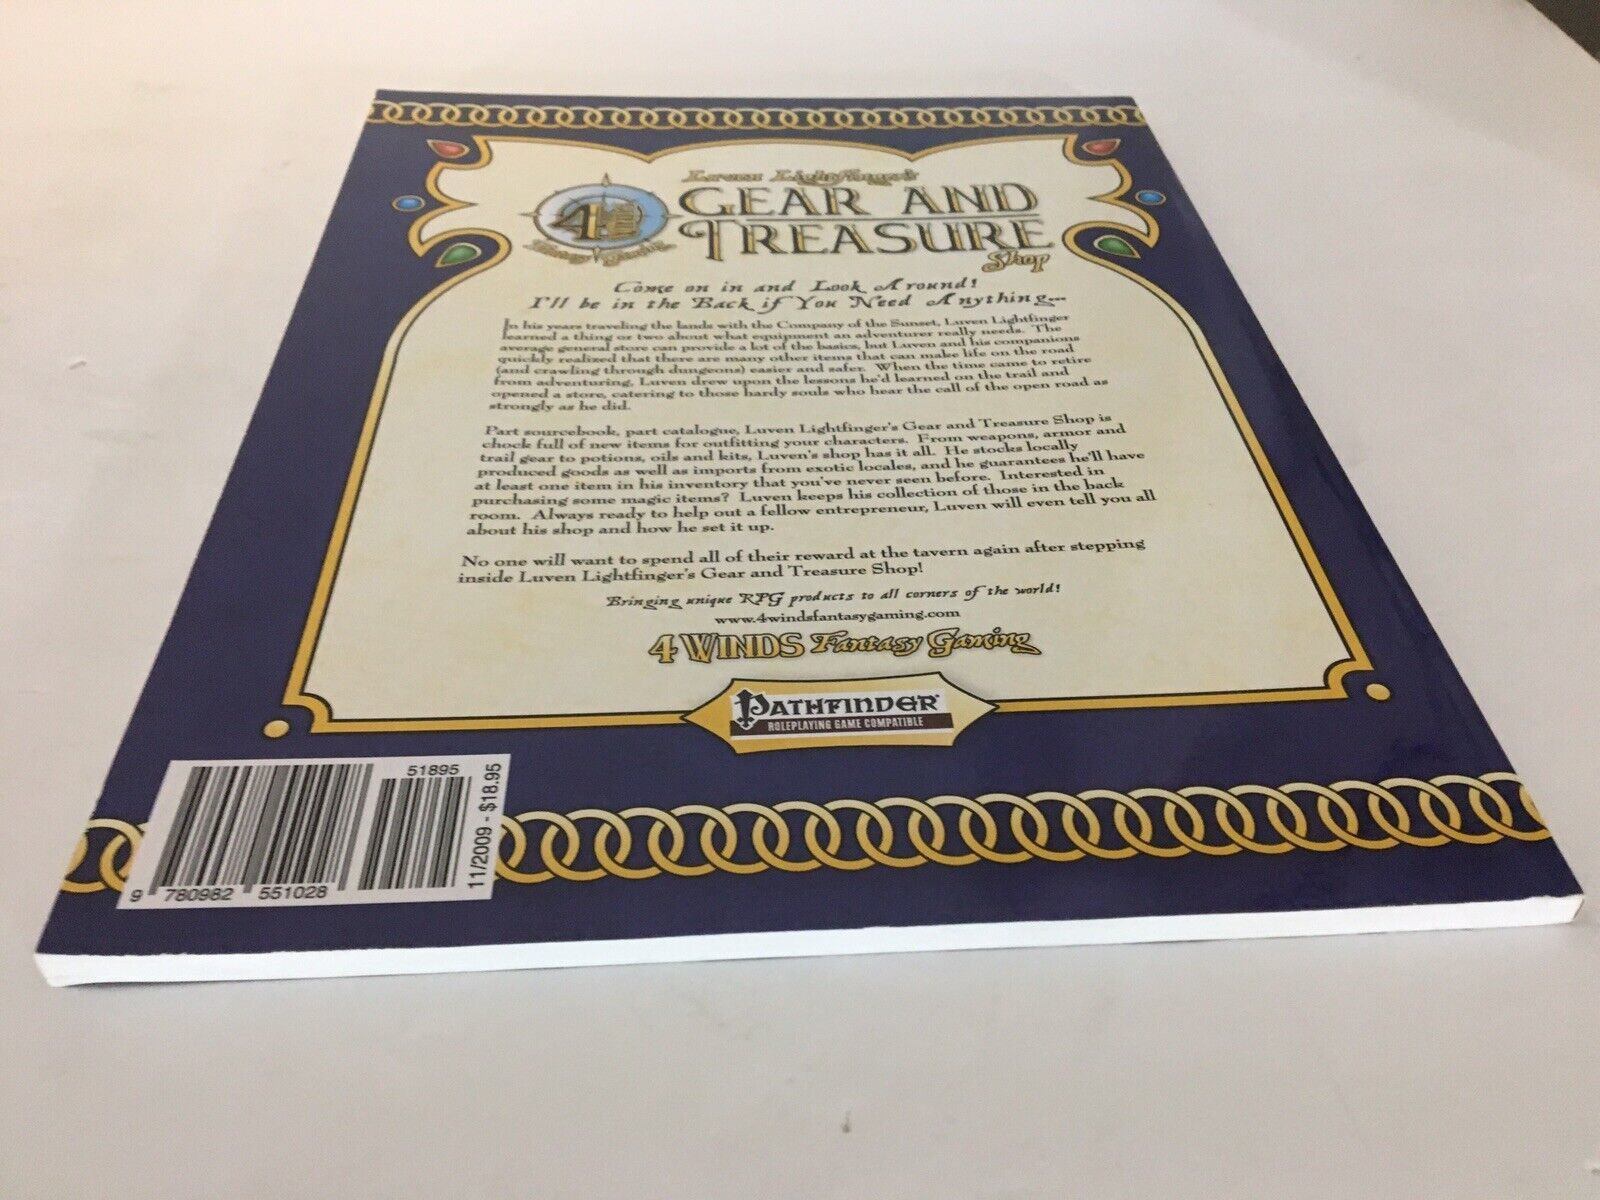 Luven Lightfinger's
GEAR AND
TREASURE
Shop
4 Winds
Fantasy Gaming
Come on in and Look Around!
I'll be in the Back if You Need Anything...
In his years traveling the lands with the Company of the Sunset, Luven Lightfinger
learned a thing or two about what equipment an adventurer really needs. The
average general store can provide a lot of the basics, but Luven and his companions
quickly realized that there are many other items that can make life on the road
(and crawling through dungeons) easier and safer. When the time came to retire
from adventuring, Luven drew upon the lessons he'd learned on the trail and
opened a store, catering to those hardy souls who hear the call of the open road as
strongly as he did.
Part sourcebook, part catalogue, Luven Lightfinger's Gear and Treasure Shop is
chock full of new items for outfitting your characters. From weapons, armor and
trail gear to potions, oils and kits, Luven's shop has it all. He stocks locally
produced goods as well as imports from exotic locales, and he guarantees he'll have
at least one item in his inventory that you've never seen before. Interested in
purchasing some magic items? Luven keeps his collection of those in the back
room. Always ready to help out a fellow entrepreneur, Luven will even tell you all
about his shop and how he set it up.
No one will want to spend all of their reward at the tavern again after stepping
inside Luven Lightfinger's Gear and Treasure Shop!
Bringing unique RPG products to all corners of the world!
www.4windsfantasygaming.com
4 WINDS Fantasy Gaming
PATHFINDER
ROLEPLAYING GAME COMPATIBLE
51895
9 780982 551028
11/2009 - $18.95